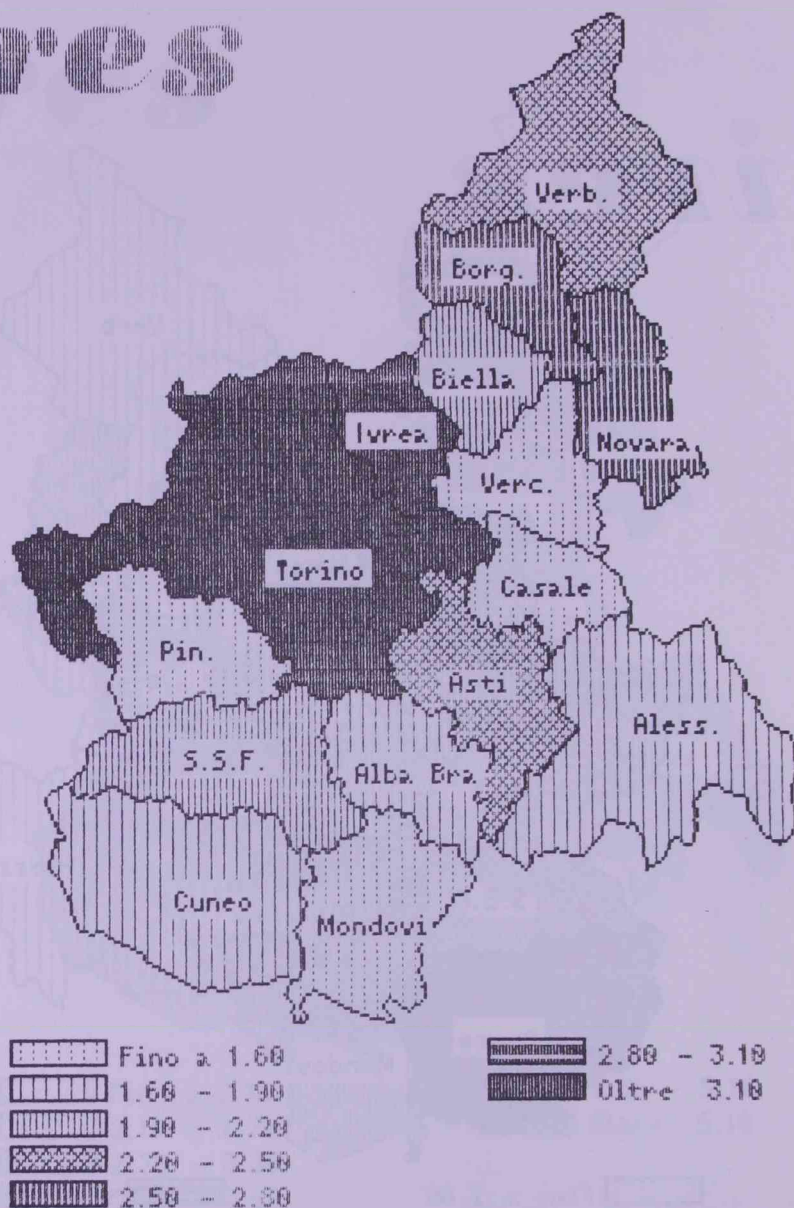 res
Verb.
Borg.
Biella
Ivrea
Novara
Verc.
Torino
Casale
Pin.
Asti
Aless.
S.S.F.
Alba Bra
Cuneo
Mondovi
Fino a 1.60
1.60 - 1.90
1.90 - 2.20
2.20 - 2.50
2.50 - 2.80
2.80 - 3.10
Oltre 3.10